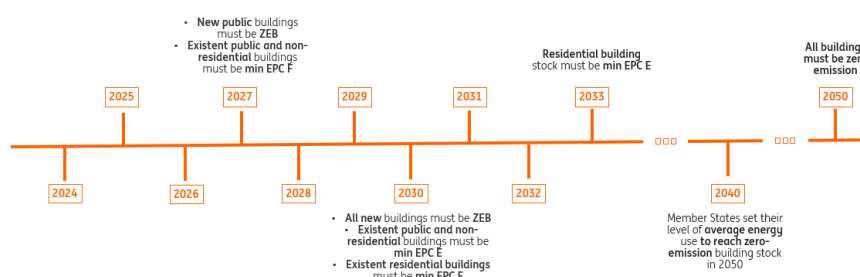 • New public buildings
must be ZEB
• Existent public and non-
residential buildings
must be min EPC F
Residential building
stock must be min EPC E
All building
must be zer
emission
2025
2027
2029
2031
2033
2050
2024
2026
2028
2030
2032
2040
• All new buildings must be ZEB
• Existent public and non-
residential buildings must be
min EPC E
• Existent residential buildings
must be min EPC F
Member States set their
level of average energy
use to reach zero-
emission building stock
in 2050